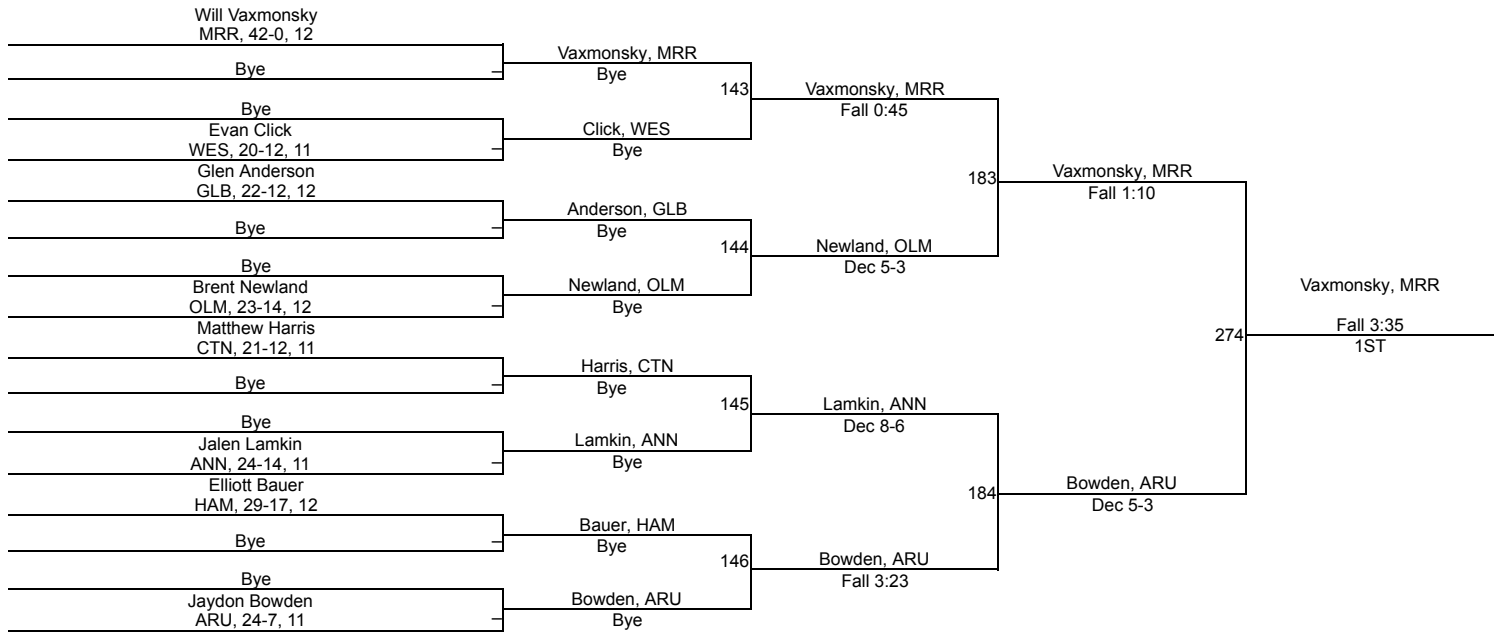 Will Vaxmonsky
MRR, 42-0, 12
Bye
Bye
Evan Click
WES, 20-12, 11
Glen Anderson
GLB, 22-12, 12
Bye
Bye
Brent Newland
OLM, 23-14, 12
Matthew Harris
CTN, 21-12, 11
Bye
Bye
Jalen Lamkin
ANN, 24-14, 11
Elliott Bauer
HAM, 29-17, 12
Bye
Bye
Jaydon Bowden
ARU, 24-7, 11
Vaxmonsky, MRR
Bye
143
Click, WES
Bye
Anderson, GLB
Bye
144
Newland, OLM
Bye
Harris, CTN
Bye
145
Lamkin, ANN
Bye
Bauer, HAM
Bye
146
Bowden, ARU
Bye
Vaxmonsky, MRR
Fall 0:45
183
Newland, OLM
Dec 5-3
Lamkin, ANN
Dec 8-6
184
Bowden, ARU
Fall 3:23
Vaxmonsky, MRR
Fall 1:10
274
Bowden, ARU
Dec 5-3
Vaxmonsky, MRR
Fall 3:35
1ST